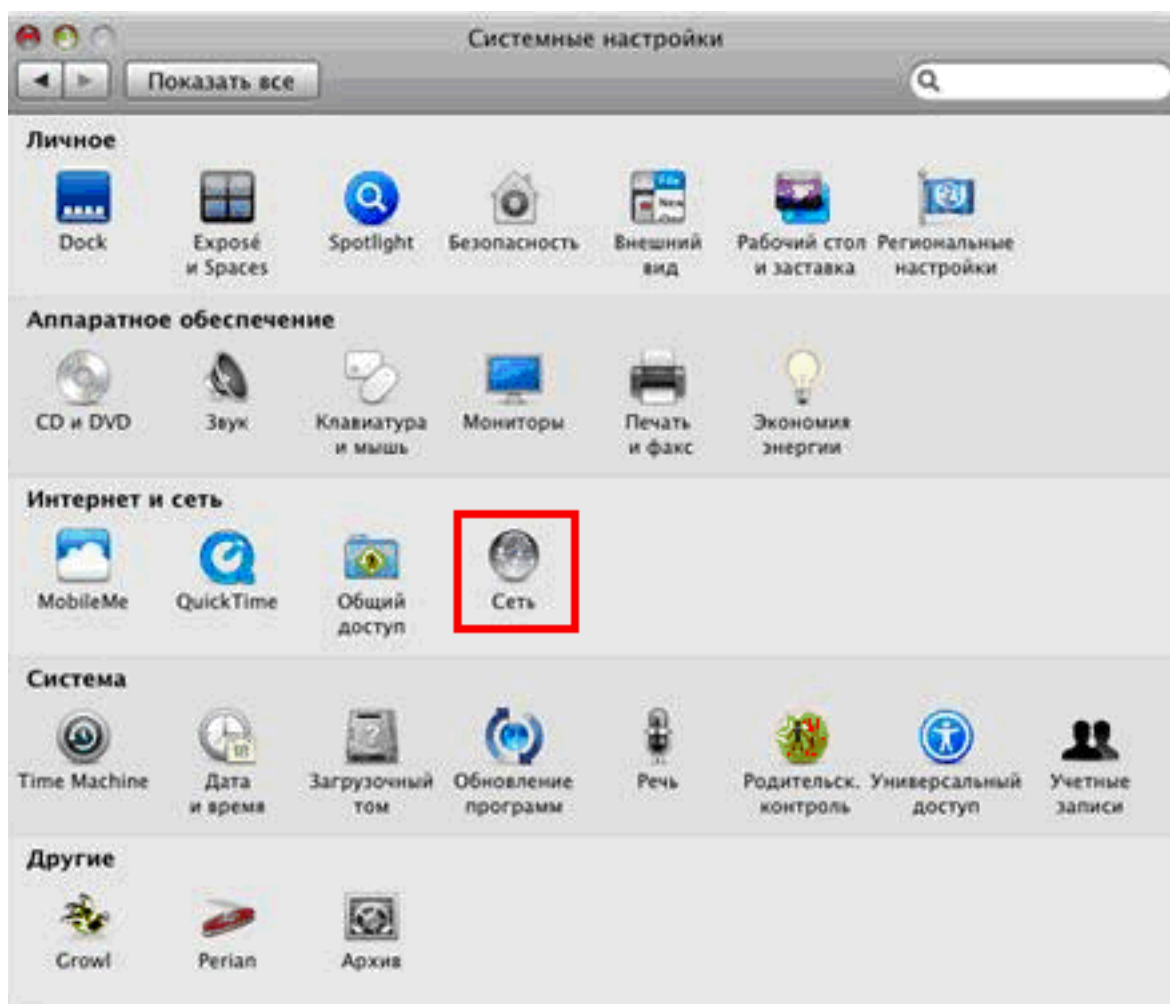 Системные настройки
Показать все
Личное
Dock Exposé и Spaces Spotlight Безопасность Внешний вид Рабочий стол и заставка Региональные настройки
Аппаратное обеспечение
CD и DVD Звук Клавиатура и мышь Мониторы Печать и факс Экономия энергии
Интернет и сеть
MobileMe QuickTime Общий доступ Сеть
Система
Time Machine Дата и время Загрузочный том Обновление программ Речь Родительск. контроль Универсальный доступ Учетные записи
Другие
Growl Perian Архив